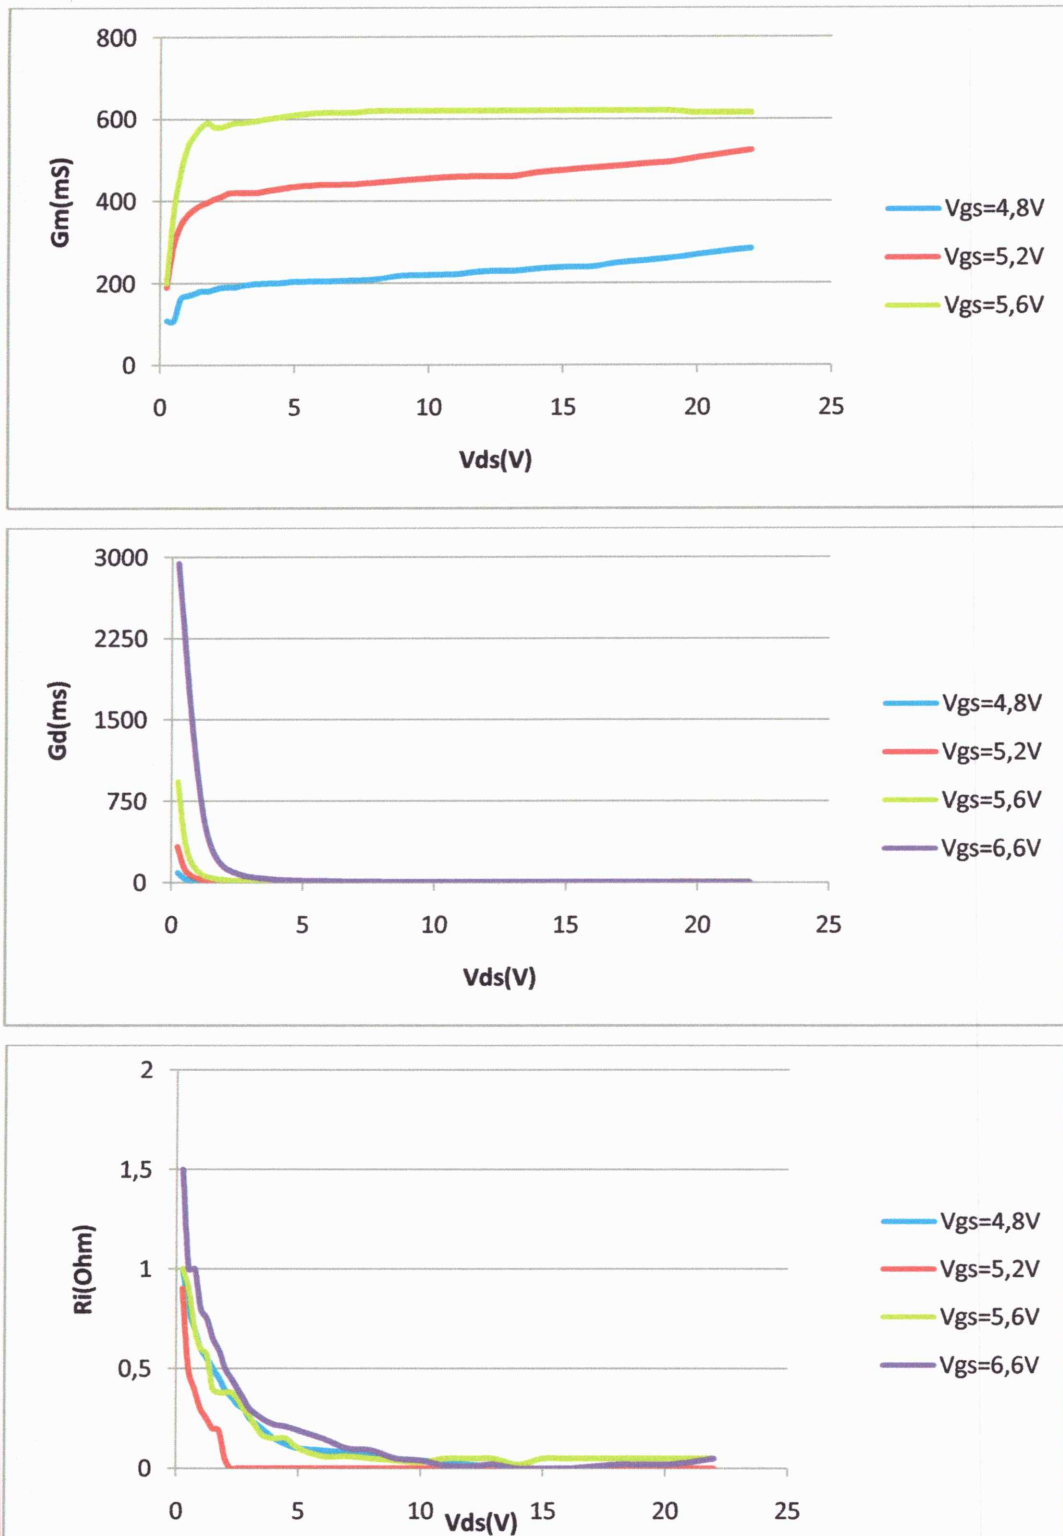 800
600
400
200
0
Gm(mS)
0 5 10 15 20 25
Vds(V)
Vgs=4,8V
Vgs=5,2V
Vgs=5,6V
3000
2250
1500
750
0
Gd(ms)
0 5 10 15 20 25
Vds(V)
Vgs=4,8V
Vgs=5,2V
Vgs=5,6V
Vgs=6,6V
2
1,5
1
0,5
0
Ri(Ohm)
0 5 10 15 20 25
Vds(V)
Vgs=4,8V
Vgs=5,2V
Vgs=5,6V
Vgs=6,6V